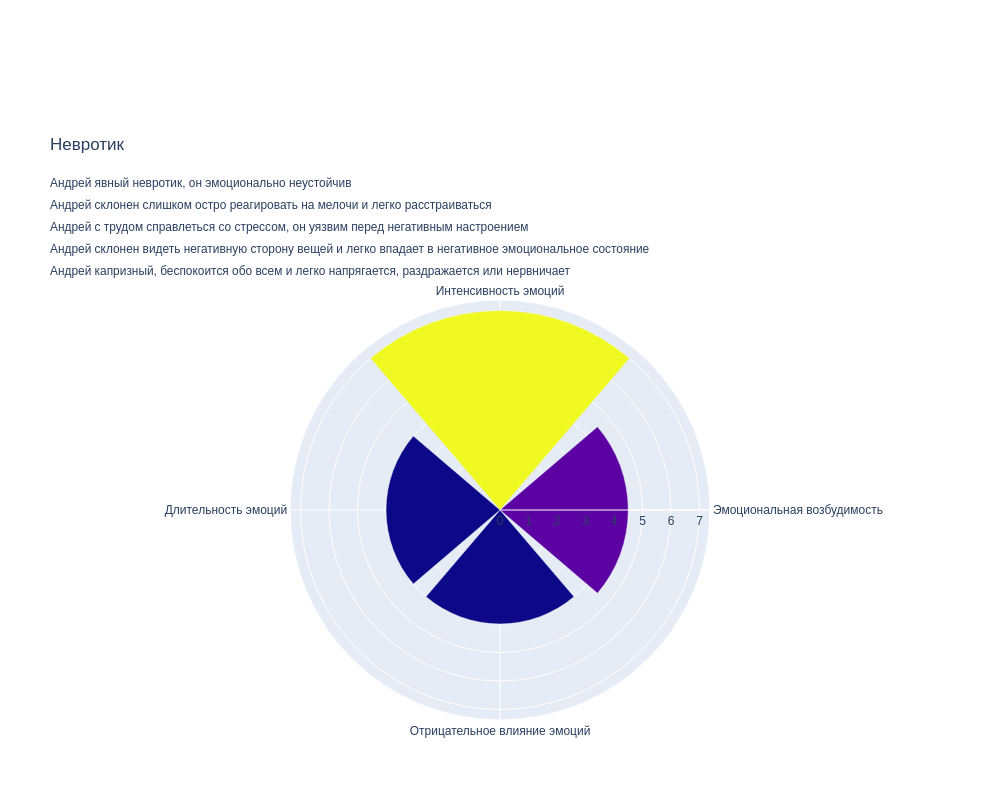 Невротик
Андрей явный невротик, он эмоционально неустойчив
Андрей склонен слишком остро реагировать на мелочи и легко расстраиваться
Андрей с трудом справлеться со стрессом, он уязвим перед негативным настроением
Андрей склонен видеть негативную сторону вещей и легко впадает в негативное эмоциональное состояние
Андрей капризный, беспокоится обо всем и легко напрягается, раздражается или нервничает
Интенсивность эмоций
Длительность эмоций
Эмоциональная возбудимость
0 1 2 3 4 5 6 7
Отрицательное влияние эмоций